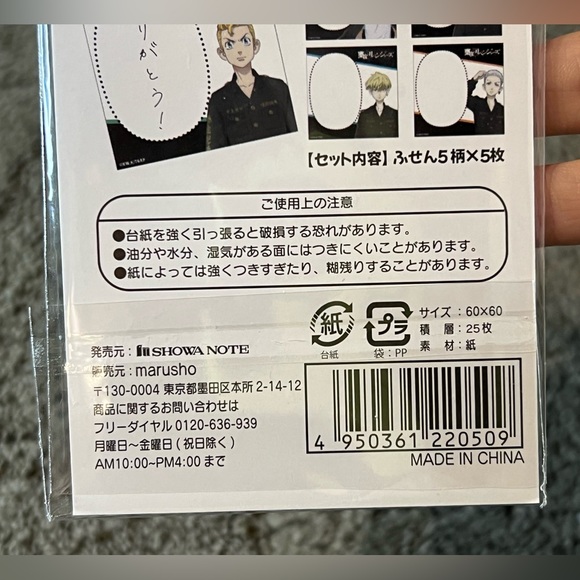 りがとう！
【セット内容】ふせん5柄×5枚
ご使用上の注意
●台紙を強く引っ張ると破損する恐れがあります。
●油分や水分、湿気がある面にはつきにくいことがあります。
●紙によっては強くつきすぎたり、糊残りすることがあります。
紙
台紙
プラ
袋：PP
サイズ：60×60
積層：25枚
素材：紙
発売元：SHOWA NOTE
販売元：marusho
〒130-0004 東京都墨田区本所2-14-12
商品に関するお問い合わせは
フリーダイヤル 0120-636-939
月曜日〜金曜日(祝日除く)
AM10:00~PM4:00まで
4 950361 220509
MADE IN CHINA